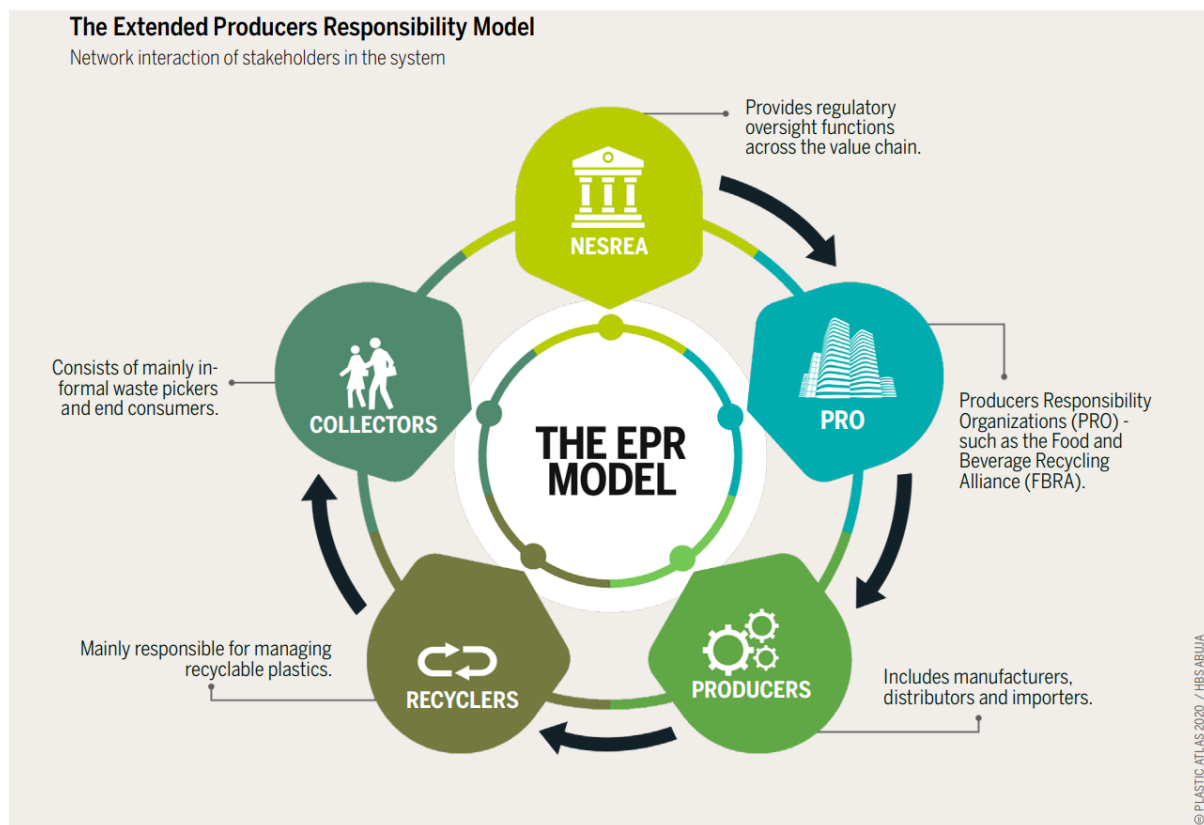 The Extended Producers Responsibility Model
Network interaction of stakeholders in the system
Provides regulatory
oversight functions
across the value chain.
NESREA
Consists of mainly in-
formal waste pickers
and end consumers.
COLLECTORS
THE EPR
MODEL
PRO
Producers Responsibility
Organizations (PRO) -
such as the Food and
Beverage Recycling
Alliance (FBRA).
Mainly responsible for managing
recyclable plastics.
RECYCLERS
PRODUCERS
Includes manufacturers,
distributors and importers.
© PLASTIC ATLAS 2020 / HBS ABUJA